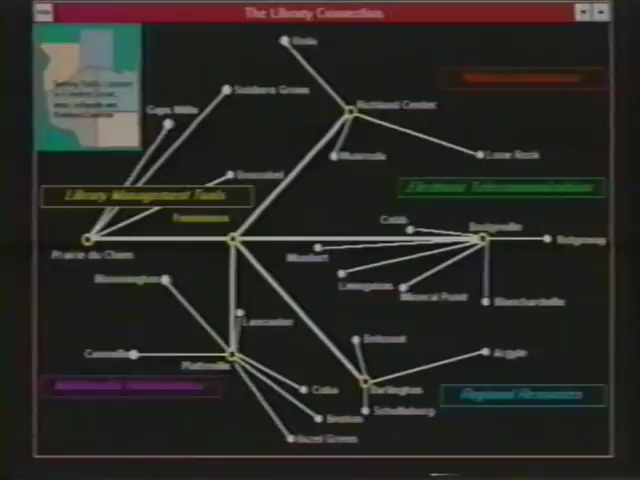 The Library Connection
Viola
Soldiers Grove
Gays Mills
Richland Center
Muscoda
Lone Rock
Boscobel
Library Management Tools
Electronic Telecommunications
Fennimore
Cobb
Dodgeville
Ridgeway
Prairie du Chien
Montfort
Livingston
Mineral Point
Blanchardville
Bloomington
Lancaster
Belmont
Argyle
Cassville
Platteville
Cuba
Darlington
Regional Resources
Schullsburg
Benton
Hazel Green